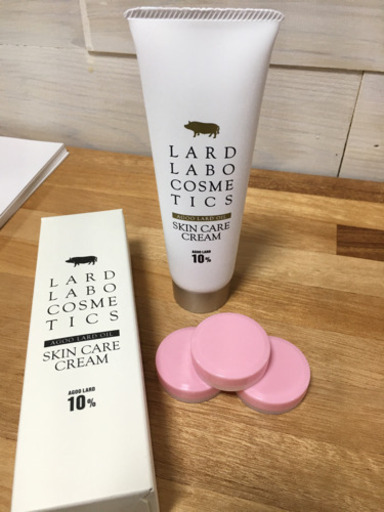 LARD
LABO
COSME
TICS
AGOO LARD OIL
SKIN CARE
CREAM
AGOO LARD
10%
LARD
LABO
COSME
TICS
AGOO LARD OIL
SKIN CARE
CREAM
AGOO LARD
10%